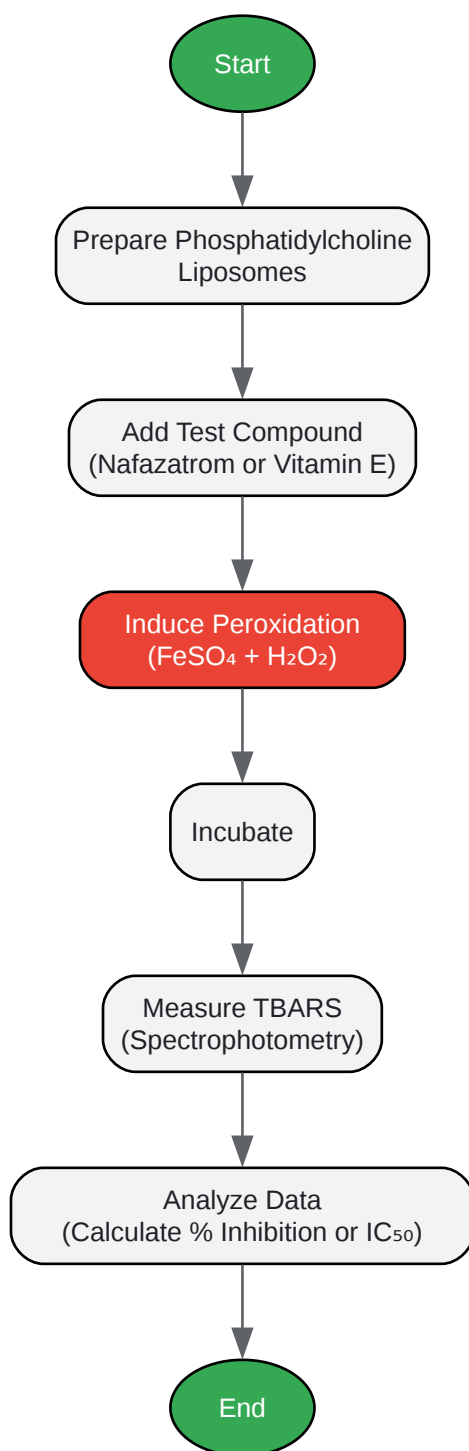 Start
Prepare Phosphatidylcholine
Liposomes
Add Test Compound
(Nafazatrom or Vitamin E)
Induce Peroxidation
(FeSO₄ + H₂O₂)
Incubate
Measure TBARS
(Spectrophotometry)
Analyze Data
(Calculate % Inhibition or IC₅₀)
End